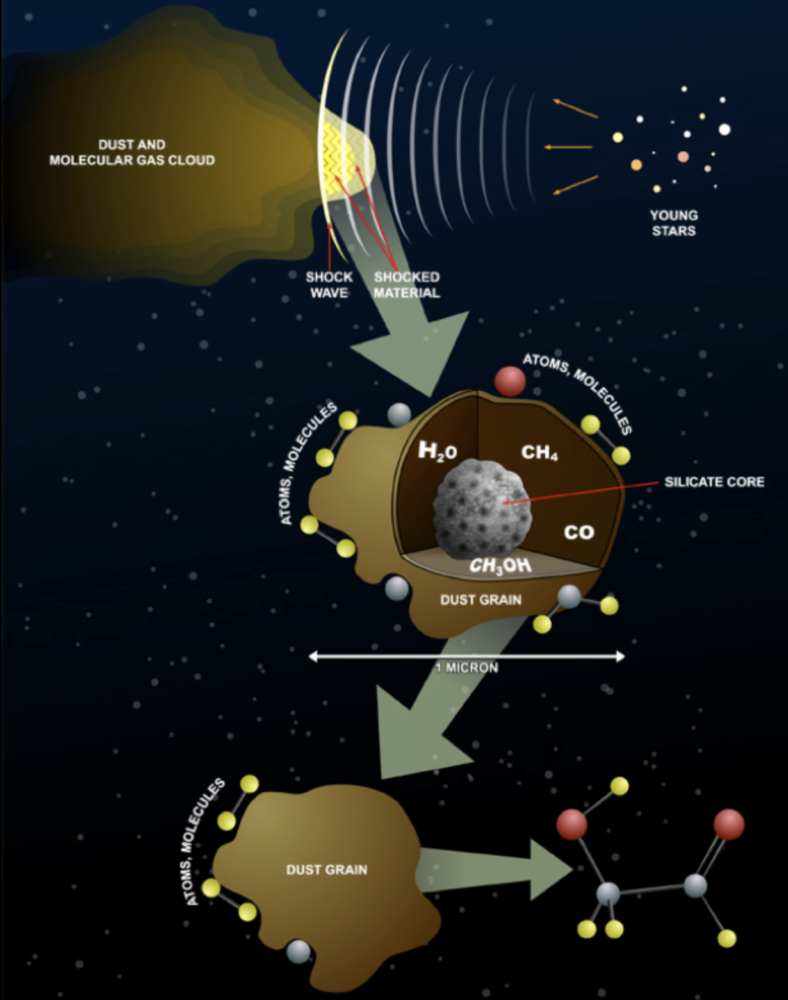 DUST AND
MOLECULAR GAS CLOUD
YOUNG
STARS
SHOCK
WAVE
SHOCKED
MATERIAL
ATOMS, MOLECULES
ATOMS, MOLECULES
H₂O
CH₄
SILICATE CORE
CO
CH₃OH
DUST GRAIN
1 MICRON
ATOMS, MOLECULES
DUST GRAIN